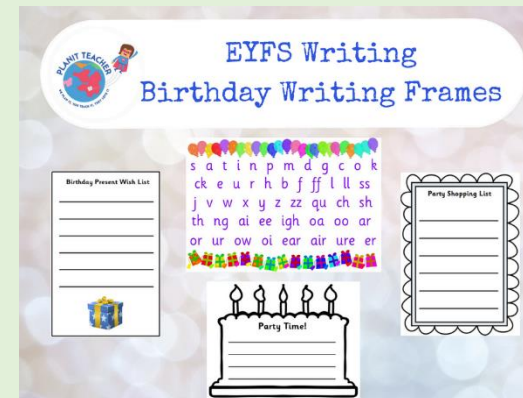 EYFS Writing
Birthday Writing Frames
PLANIT TEACHER
Birthday Present Wish List
s a t i n p m d g c o k
ck e u r h b f ff l ll ss
j v w x y z zz qu ch sh
th ng ai ee igh oa oo ar
or ur ow oi ear air ure er
Party Shopping List
Party Time!